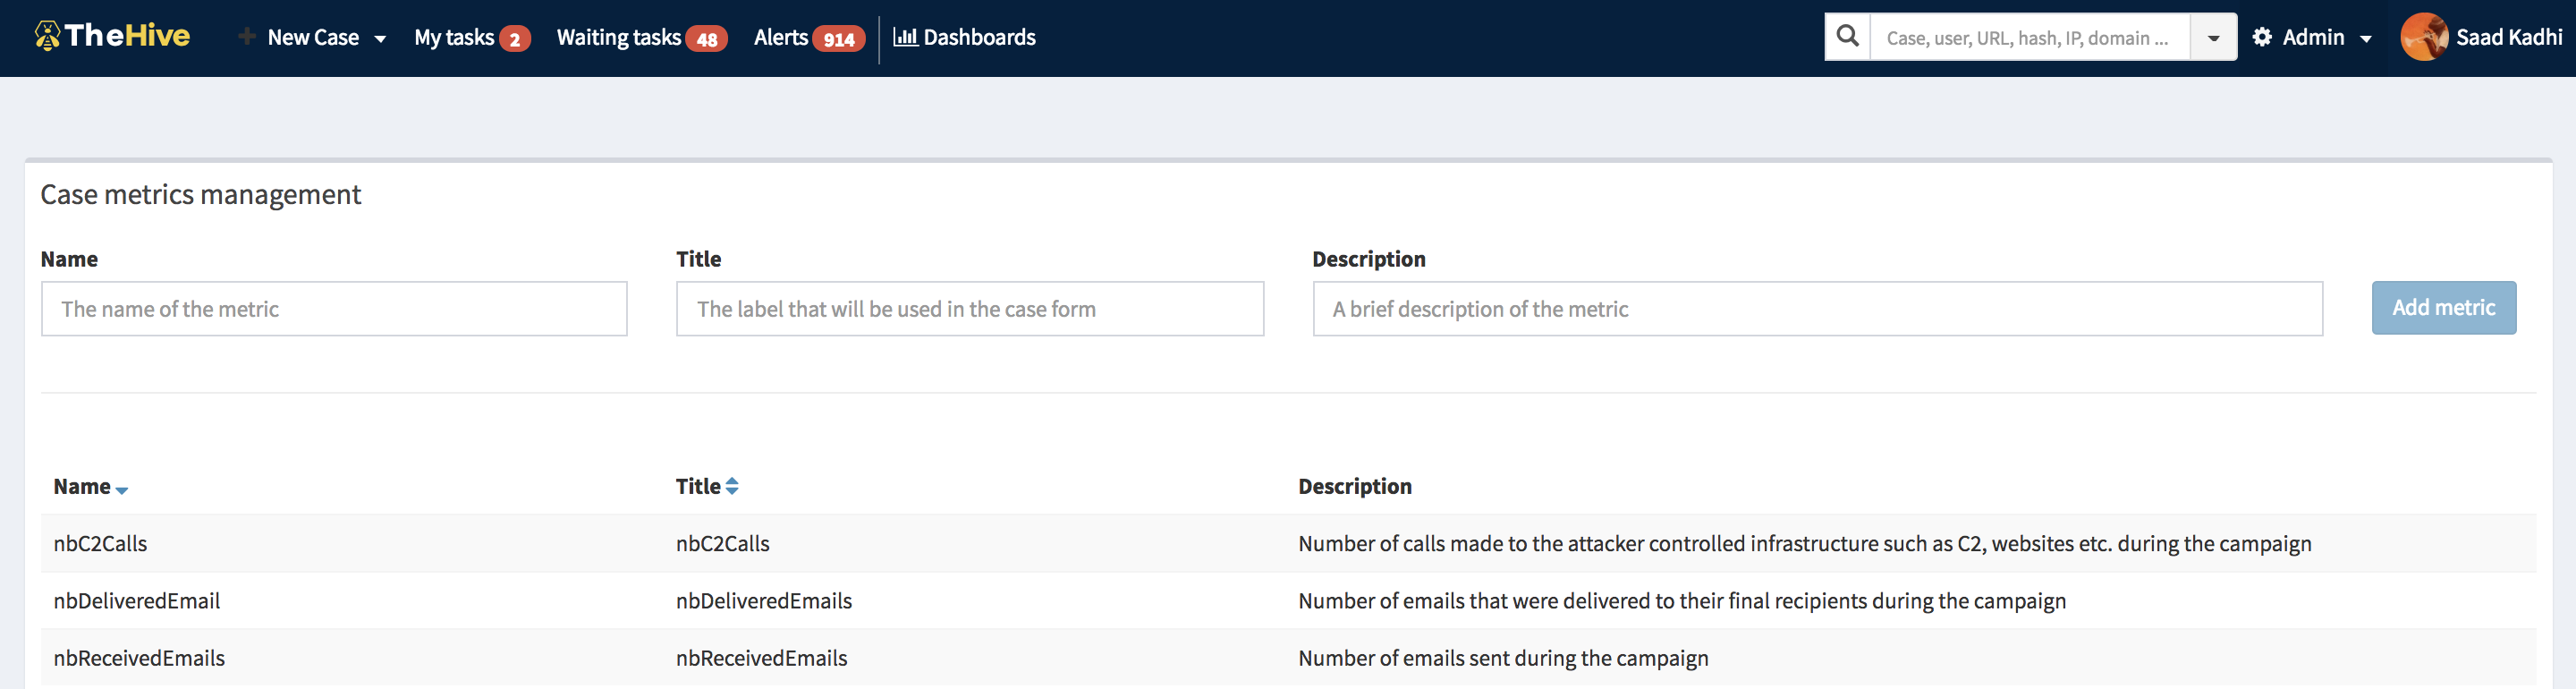 TheHive New Case My tasks 2 Waiting tasks 48 Alerts 914 Dashboards Case, user, URL, hash, IP, domain ... Admin Saad Kadhi
Case metrics management
Name Title Description
The name of the metric The label that will be used in the case form A brief description of the metric Add metric
Name Title Description
nbC2Calls nbC2Calls Number of calls made to the attacker controlled infrastructure such as C2, websites etc. during the campaign
nbDeliveredEmail nbDeliveredEmails Number of emails that were delivered to their final recipients during the campaign
nbReceivedEmails nbReceivedEmails Number of emails sent during the campaign